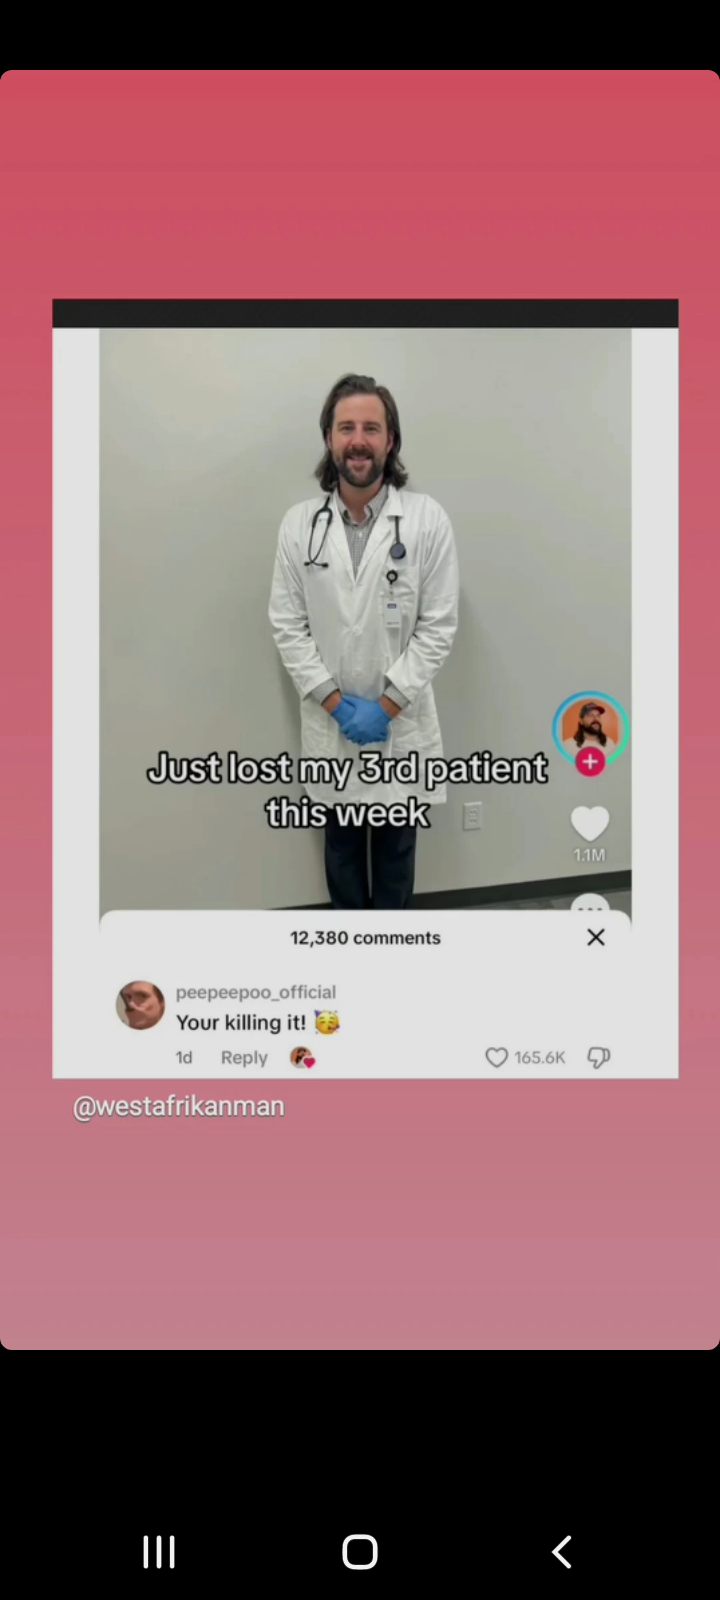 Just lost my 3rd patient
this week
1.1M
12,380 comments
peepeepoo_official
Your killing it! 🥳
1d Reply 165.6K
@westafrikanman